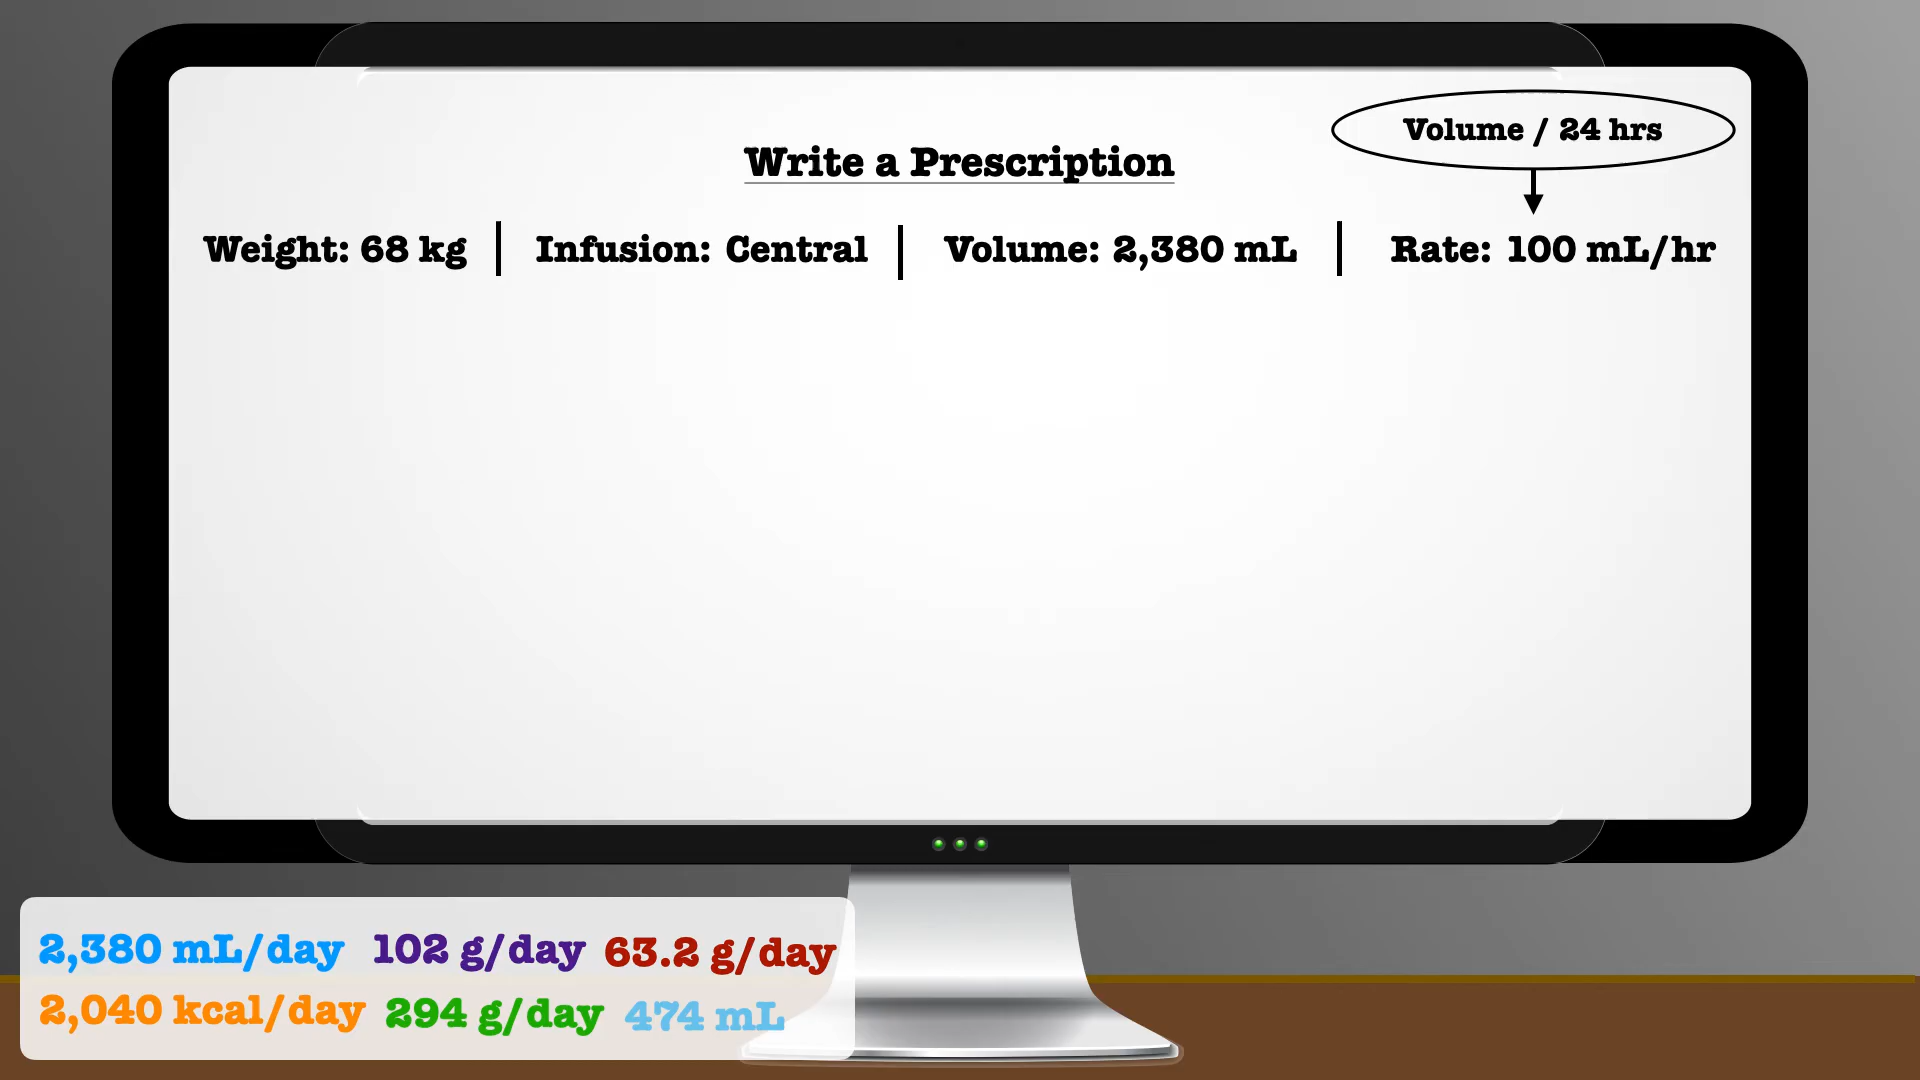 Volume / 24 hrs
Write a Prescription
Weight: 68 kg | Infusion: Central | Volume: 2,380 mL | Rate: 100 mL/hr
2,380 mL/day 102 g/day 63.2 g/day
2,040 kcal/day 294 g/day 474 mL